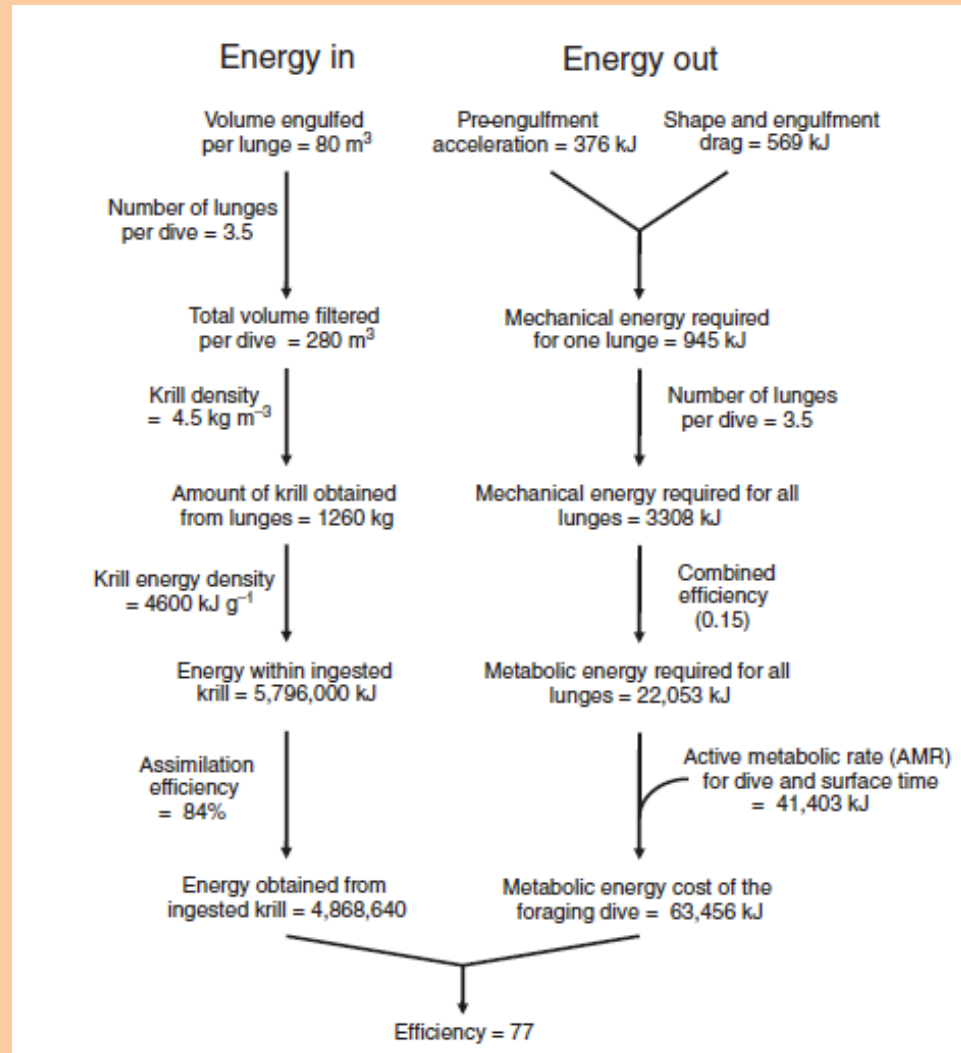 Energy in
Energy out
Volume engulfed
per lunge = 80 m³
Pre-engulfment
acceleration = 376 kJ
Shape and engulfment
drag = 569 kJ
Number of lunges
per dive = 3.5
Total volume filtered
per dive = 280 m³
Mechanical energy required
for one lunge = 945 kJ
Krill density
= 4.5 kg m⁻³
Number of lunges
per dive = 3.5
Amount of krill obtained
from lunges = 1260 kg
Mechanical energy required for all
lunges = 3308 kJ
Krill energy density
= 4600 kJ g⁻¹
Combined
efficiency
(0.15)
Energy within ingested
krill = 5,796,000 kJ
Metabolic energy required for all
lunges = 22,053 kJ
Assimilation
efficiency
= 84%
Active metabolic rate (AMR)
for dive and surface time
= 41,403 kJ
Energy obtained from
ingested krill = 4,868,640
Metabolic energy cost of the
foraging dive = 63,456 kJ
Efficiency = 77